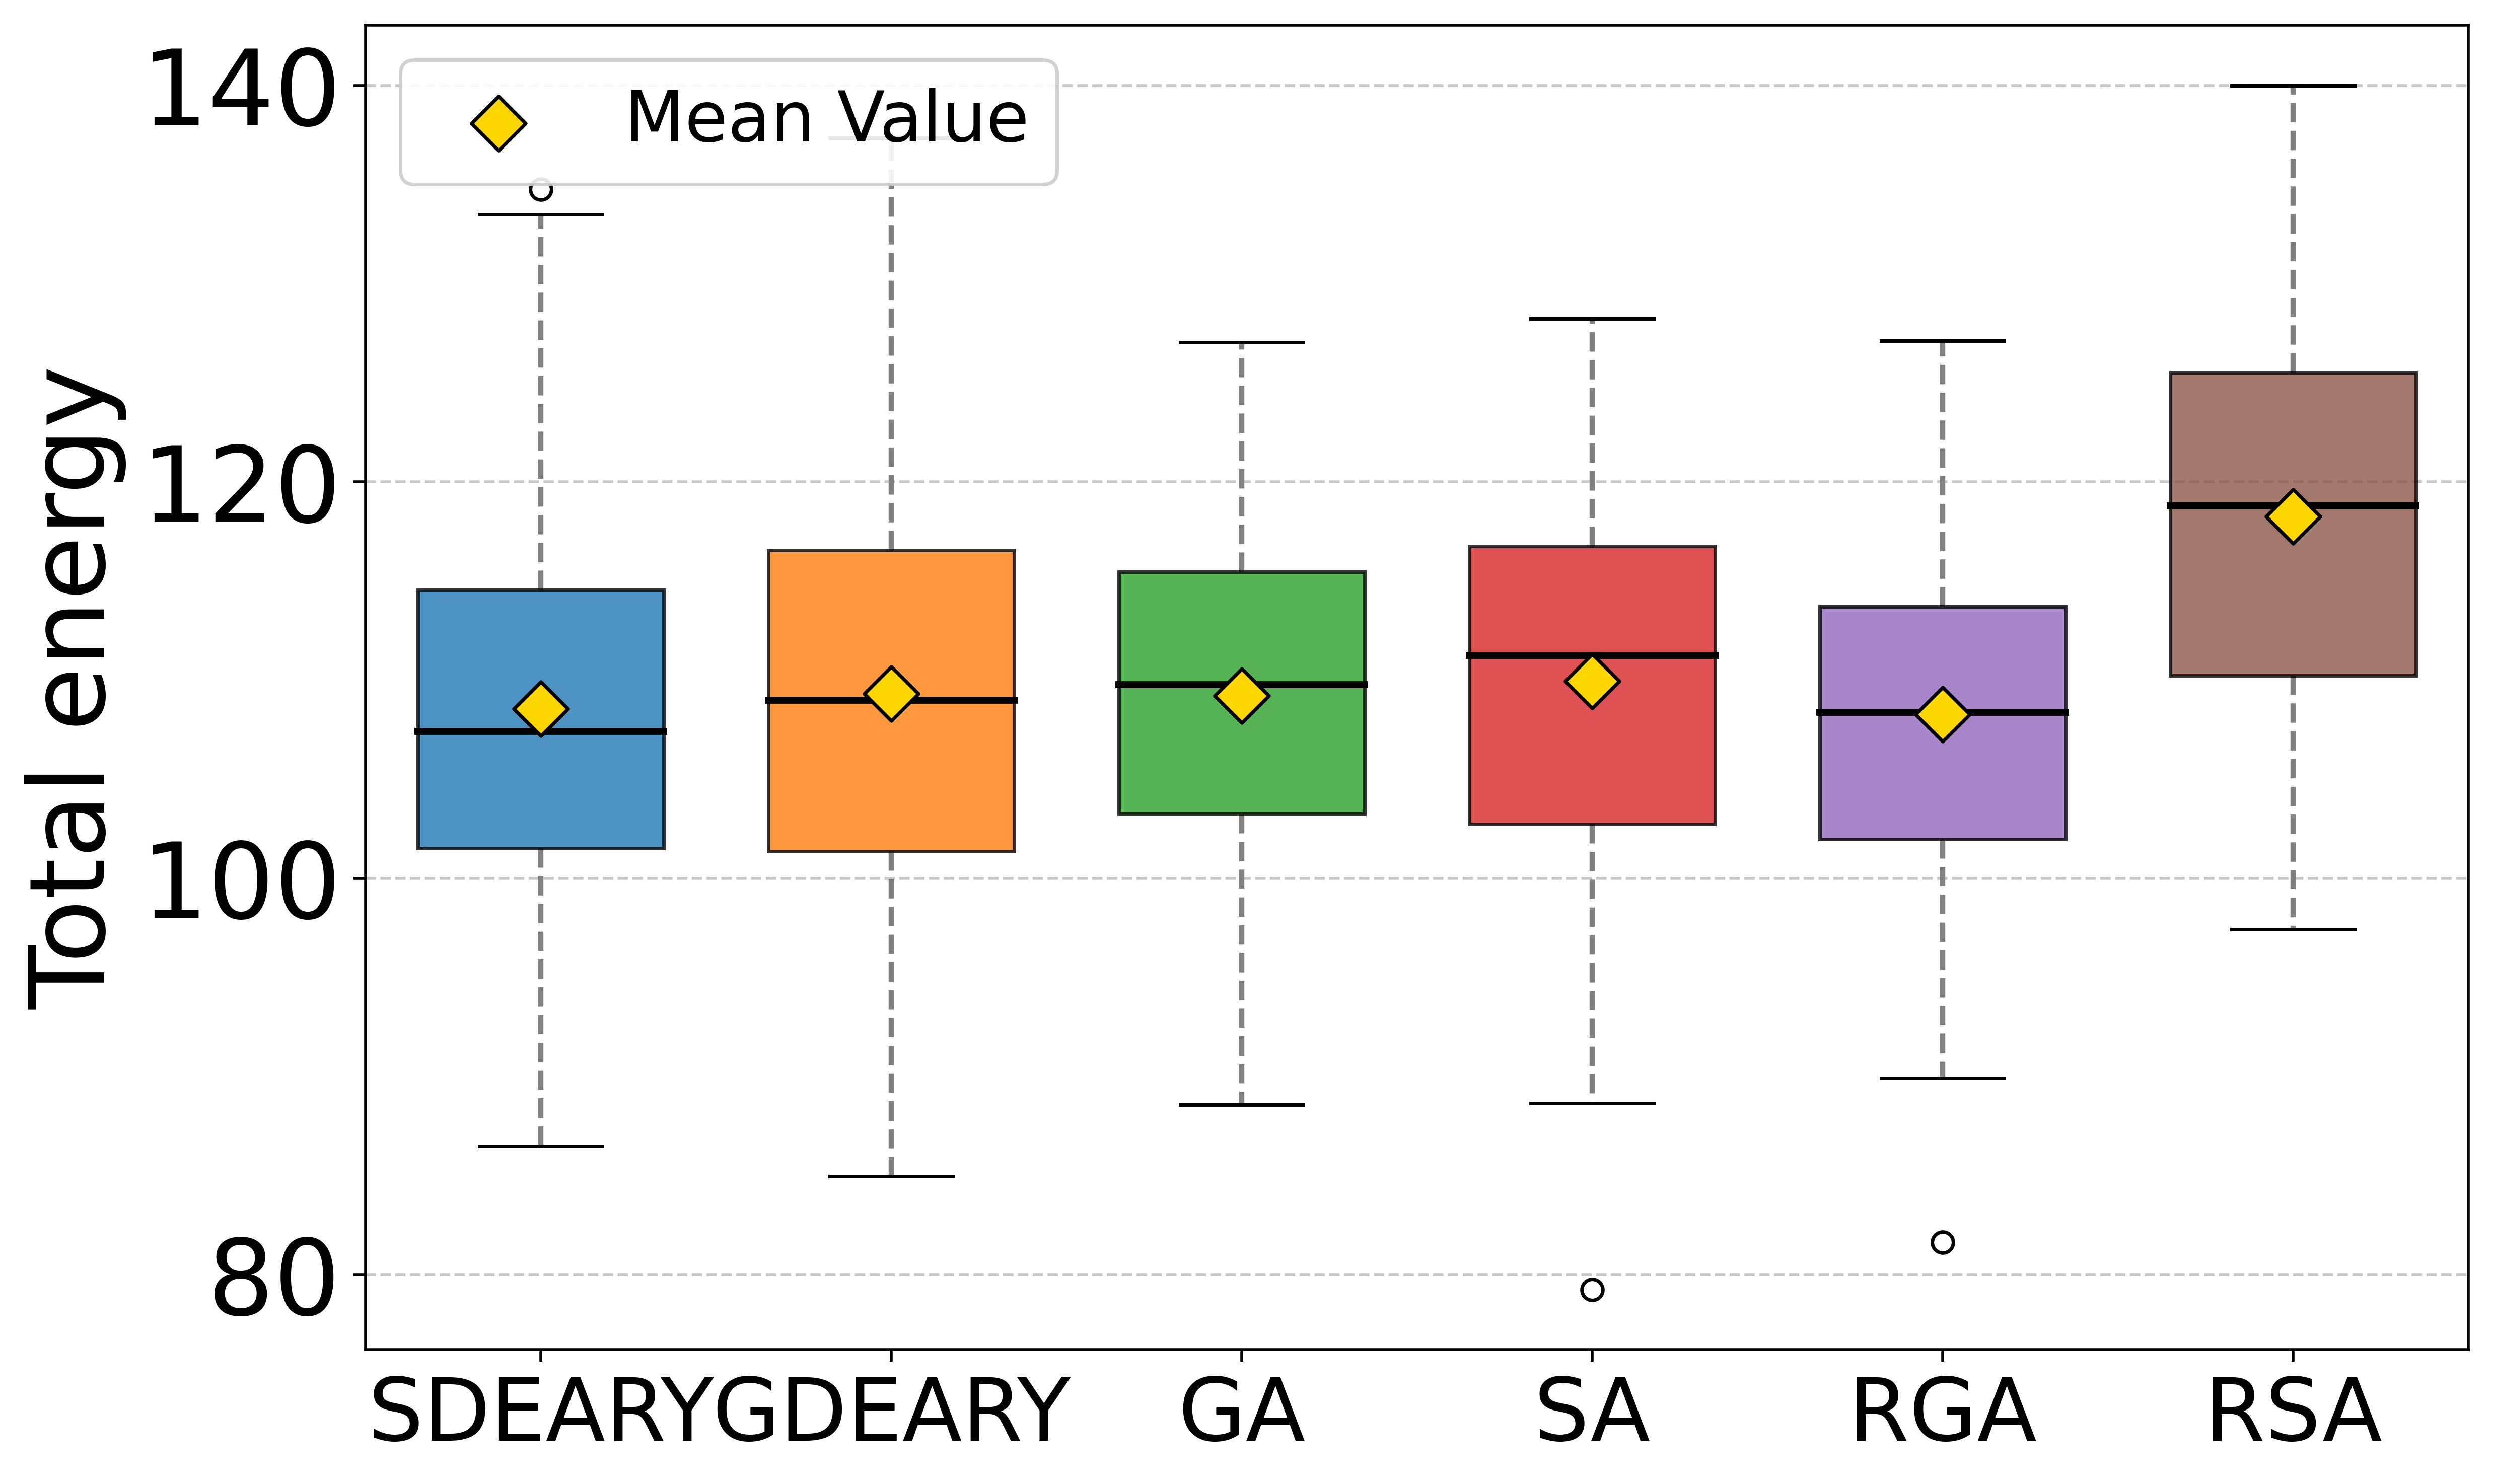 Mean Value
Total energy
140
120
100
80
SDEARY GDEARY GA SA RGA RSA